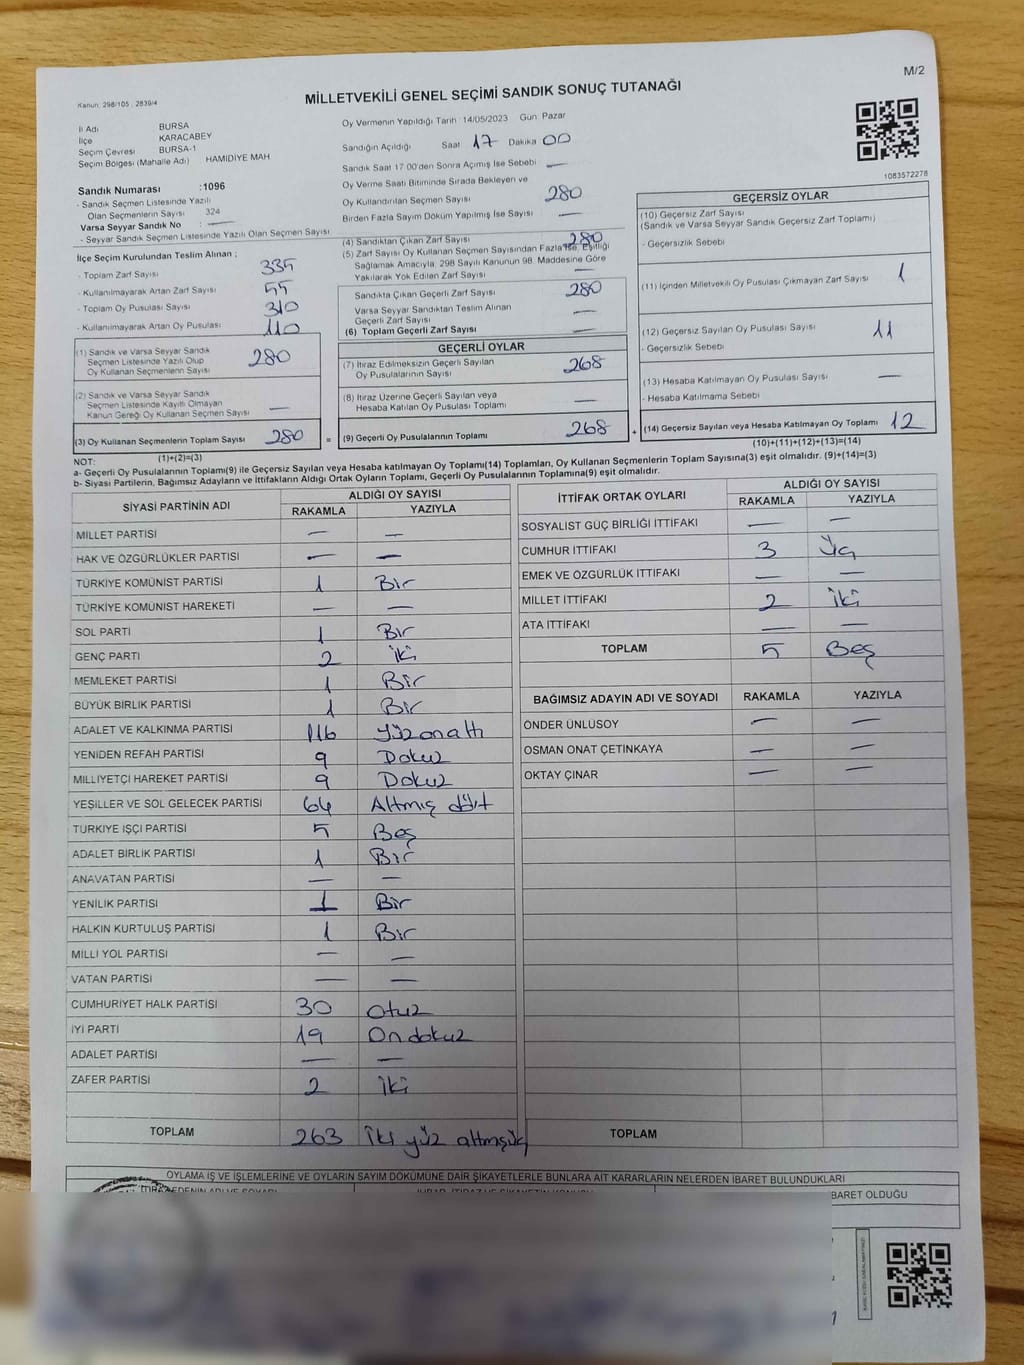 M/2
Kanun: 298/105 , 2839/4
MİLLETVEKİLİ GENEL SEÇİMİ SANDIK SONUÇ TUTANAĞI
İl Adı BURSA
İlçe KARACABEY
Seçim Çevresi BURSA-1
Seçim Bölgesi (Mahalle Adı) HAMİDİYE MAH
Sandık Numarası :1096
- Sandık Seçmen Listesinde Yazılı
Olan Seçmenlerin Sayısı 324
Varsa Seyyar Sandık No : —
- Seyyar Sandık Seçmen Listesinde Yazılı Olan Seçmen Sayısı
İlçe Seçim Kurulundan Teslim Alınan ;
- Toplam Zarf Sayısı 335
- Kullanılmayarak Artan Zarf Sayısı 55
- Toplam Oy Pusulası Sayısı 310
- Kullanılmayarak Artan Oy Pusulası 110
(1) Sandık ve Varsa Seyyar Sandık
Seçmen Listesinde Yazılı Olup
Oy Kullanan Seçmenlerin Sayısı 280
(2) Sandık ve Varsa Seyyar Sandık
Seçmen Listesinde Kayıtlı Olmayan
Kanun Gereği Oy Kullanan Seçmen Sayısı —
(3) Oy Kullanan Seçmenlerin Toplam Sayısı 280 =
(1)+(2)=(3)
Oy Vermenin Yapıldığı Tarih :14/05/2023 Gün: Pazar
Sandığın Açıldığı Saat 17 Dakika 00
Sandık Saat 17:00'den Sonra Açılmış İse Sebebi —
Oy Verme Saati Bitiminde Sırada Bekleyen ve
Oy Kullandırılan Seçmen Sayısı 280
Birden Fazla Sayım Döküm Yapılmış İse Sayısı —
(4) Sandıktan Çıkan Zarf Sayısı 280
(5) Zarf Sayısı Oy Kullanan Seçmen Sayısından Fazla İse, Eşitliği
Sağlamak Amacıyla, 298 Sayılı Kanunun 98. Maddesine Göre
Yakılarak Yok Edilen Zarf Sayısı —
Sandıkta Çıkan Geçerli Zarf Sayısı 280
Varsa Seyyar Sandıktan Teslim Alınan
Geçerli Zarf Sayısı —
(6) Toplam Geçerli Zarf Sayısı —
GEÇERLİ OYLAR
(7) İtiraz Edilmeksizin Geçerli Sayılan
Oy Pusulalarının Sayısı 268
(8) İtiraz Üzerine Geçerli Sayılan veya
Hesaba Katılan Oy Pusulası Toplamı —
(9) Geçerli Oy Pusulalarının Toplamı 268 +
1083572278
GEÇERSİZ OYLAR
(10) Geçersiz Zarf Sayısı
(Sandık ve Varsa Seyyar Sandık Geçersiz Zarf Toplamı)
- Geçersizlik Sebebi
(11) İçinden Milletvekili Oy Pusulası Çıkmayan Zarf Sayısı 1
(12) Geçersiz Sayılan Oy Pusulası Sayısı 11
- Geçersizlik Sebebi
(13) Hesaba Katılmayan Oy Pusulası Sayısı —
- Hesaba Katılmama Sebebi
(14) Geçersiz Sayılan veya Hesaba Katılmayan Oy Toplamı 12
(10)+(11)+(12)+(13)=(14)
NOT:
a- Geçerli Oy Pusulalarının Toplamı(9) ile Geçersiz Sayılan veya Hesaba katılmayan Oy Toplamı(14) Toplamları, Oy Kullanan Seçmenlerin Toplam Sayısına(3) eşit olmalıdır. (9)+(14)=(3)
b- Siyasi Partilerin, Bağımsız Adayların ve İttifakların Aldığı Ortak Oyların Toplamı, Geçerli Oy Pusulalarının Toplamına(9) eşit olmalıdır.
SİYASİ PARTİNİN ADI ALDIĞI OY SAYISI
RAKAMLA YAZIYLA
MİLLET PARTİSİ — —
HAK VE ÖZGÜRLÜKLER PARTİSİ — —
TÜRKİYE KOMÜNİST PARTİSİ 1 Bir
TÜRKİYE KOMÜNİST HAREKETİ — —
SOL PARTİ 1 Bir
GENÇ PARTİ 2 iki
MEMLEKET PARTİSİ 1 Bir
BÜYÜK BİRLİK PARTİSİ 1 Bir
ADALET VE KALKINMA PARTİSİ 116 yüzonaltı
YENİDEN REFAH PARTİSİ 9 Dokuz
MİLLİYETÇİ HAREKET PARTİSİ 9 Dokuz
YEŞİLLER VE SOL GELECEK PARTİSİ 64 Altmış dört
TÜRKİYE İŞÇİ PARTİSİ 5 Beş
ADALET BİRLİK PARTİSİ 1 Bir
ANAVATAN PARTİSİ — —
YENİLİK PARTİSİ 1 Bir
HALKIN KURTULUŞ PARTİSİ 1 Bir
MİLLİ YOL PARTİSİ — —
VATAN PARTİSİ — —
CUMHURİYET HALK PARTİSİ 30 otuz
İYİ PARTİ 19 Ondokuz
ADALET PARTİSİ — —
ZAFER PARTİSİ 2 iki
TOPLAM 263 iki yüz altmışüç
İTTİFAK ORTAK OYLARI ALDIĞI OY SAYISI
RAKAMLA YAZIYLA
SOSYALİST GÜÇ BİRLİĞİ İTTİFAKI — —
CUMHUR İTTİFAKI 3 Üç
EMEK VE ÖZGÜRLÜK İTTİFAKI — —
MİLLET İTTİFAKI 2 iki
ATA İTTİFAKI — —
TOPLAM 5 Beş
BAĞIMSIZ ADAYIN ADI VE SOYADI RAKAMLA YAZIYLA
ÖNDER ÜNLÜSOY — —
OSMAN ONAT ÇETİNKAYA — —
OKTAY ÇINAR — —
TOPLAM
OYLAMA İŞ VE İŞLEMLERİNE VE OYLARIN SAYIM DÖKÜMÜNE DAİR ŞİKAYETLERLE BUNLARA AİT KARARLARIN NELERDEN İBARET BULUNDUKLARI
BARET OLDUĞU